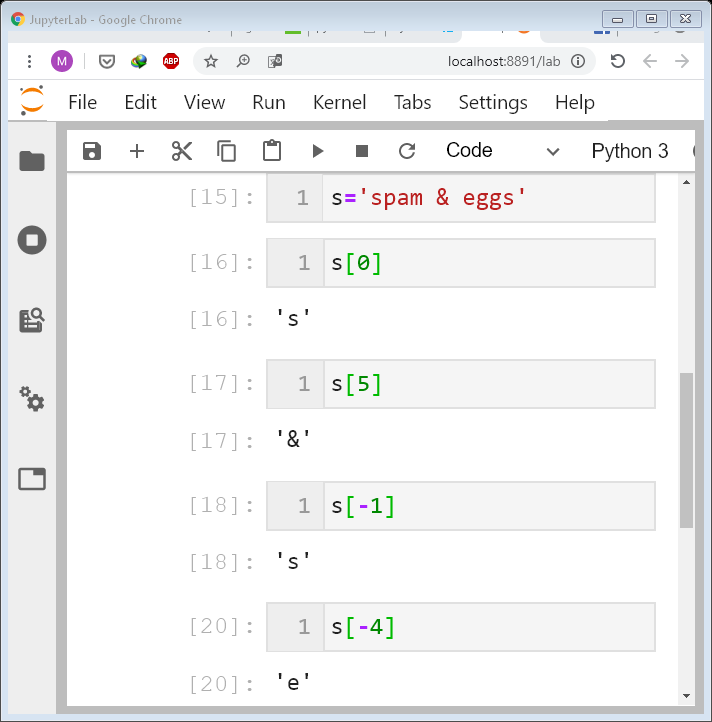 JupyterLab - Google Chrome
M
ABP
localhost:8891/lab
File Edit View Run Kernel Tabs Settings Help
Code Python 3
[15]: 1 s='spam & eggs'
[16]: 1 s[0]
[16]: 's'
[17]: 1 s[5]
[17]: '&'
[18]: 1 s[-1]
[18]: 's'
[20]: 1 s[-4]
[20]: 'e'